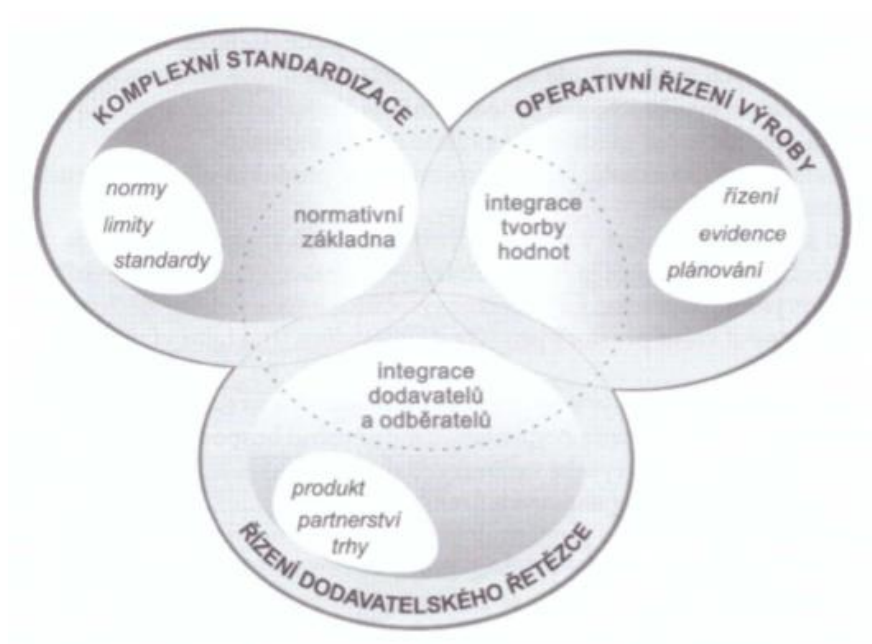 KOMPLEXNÍ STANDARDIZACE
normy
limity
standardy
normativní
základna
OPERATIVNÍ ŘÍZENÍ VÝROBY
integrace
tvorby
hodnot
řízení
evidence
plánování
integrace
dodavatelů
a odběratelů
produkt
partnerství
trhy
ŘÍZENÍ DODAVATELSKÉHO ŘETĚZCE